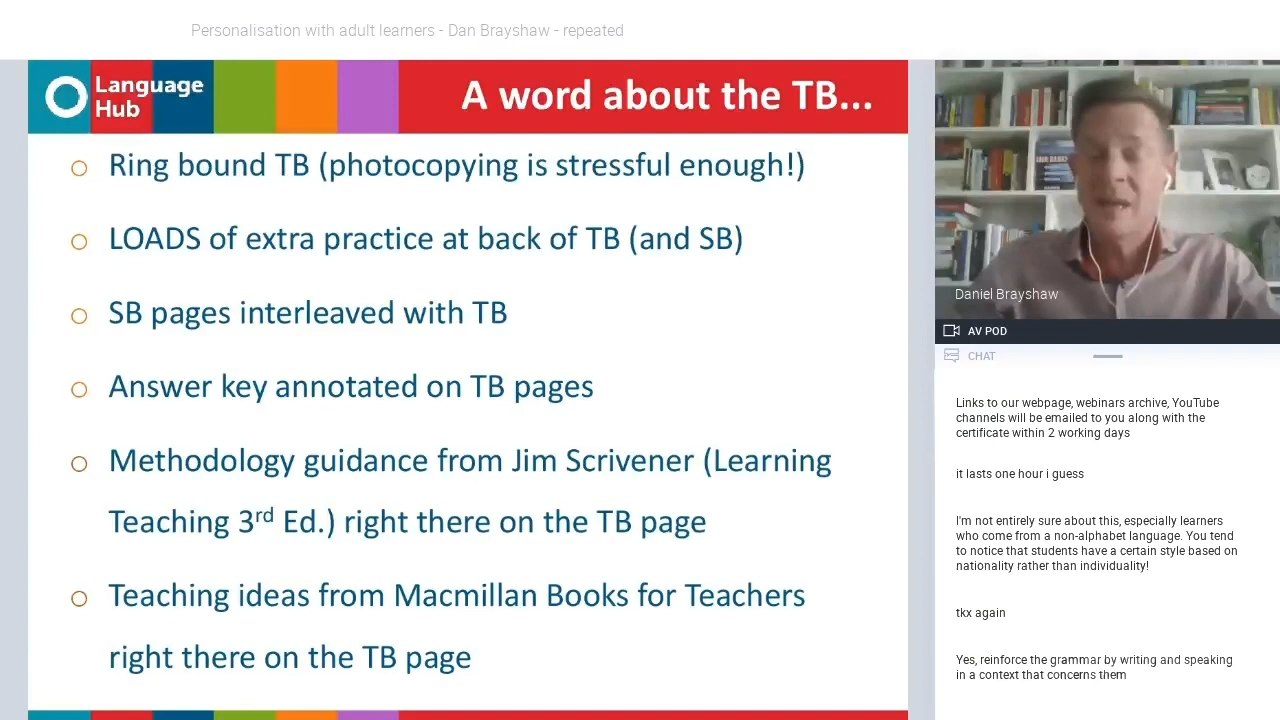 Personalisation with adult learners - Dan Brayshaw - repeated
Language
Hub
A word about the TB...
Ring bound TB (photocopying is stressful enough!)
LOADS of extra practice at back of TB (and SB)
SB pages interleaved with TB
Answer key annotated on TB pages
Methodology guidance from Jim Scrivener (Learning
Teaching 3rd Ed.) right there on the TB page
Teaching ideas from Macmillan Books for Teachers
right there on the TB page
Daniel Brayshaw
AV POD
CHAT
Links to our webpage, webinars archive, YouTube
channels will be emailed to you along with the
certificate within 2 working days
it lasts one hour i guess
I'm not entirely sure about this, especially learners
who come from a non-alphabet language. You tend
to notice that students have a certain style based on
nationality rather than individuality!
tkx again
Yes, reinforce the grammar by writing and speaking
in a context that concerns them